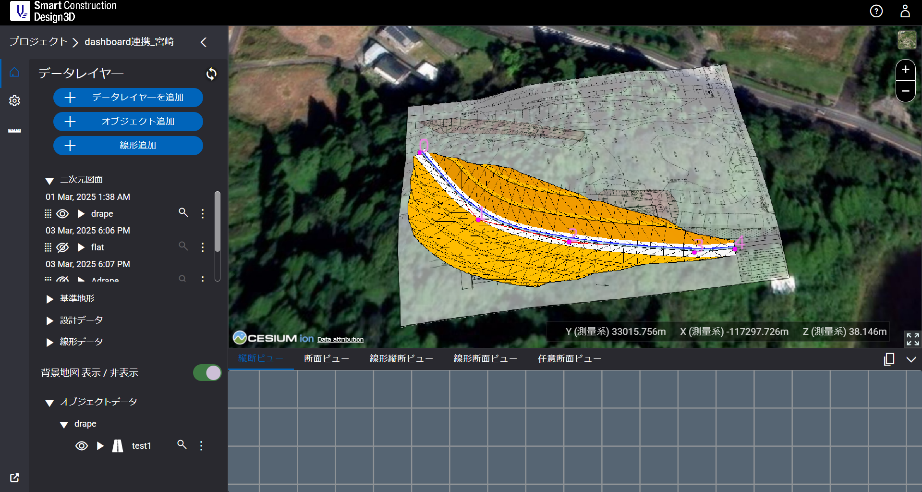 Smart Construction
Design3D
プロジェクト > dashboard連携_宮崎
データレイヤー
データレイヤーを追加
オブジェクト追加
線形追加
二次元図面
01 Mar, 2025 1:38 AM
drape
03 Mar, 2025 6:06 PM
flat
03 Mar, 2025 6:07 PM
Adrape
基準地形
設計データ
線形データ
背景地図 表示 / 非表示
オブジェクトデータ
drape
test1
CESIUM ion Data attribution
Y (測量系) 33015.756m X (測量系) -117297.726m Z (測量系) 38.146m
縦断ビュー 断面ビュー 線形縦断ビュー 線形断面ビュー 任意断面ビュー